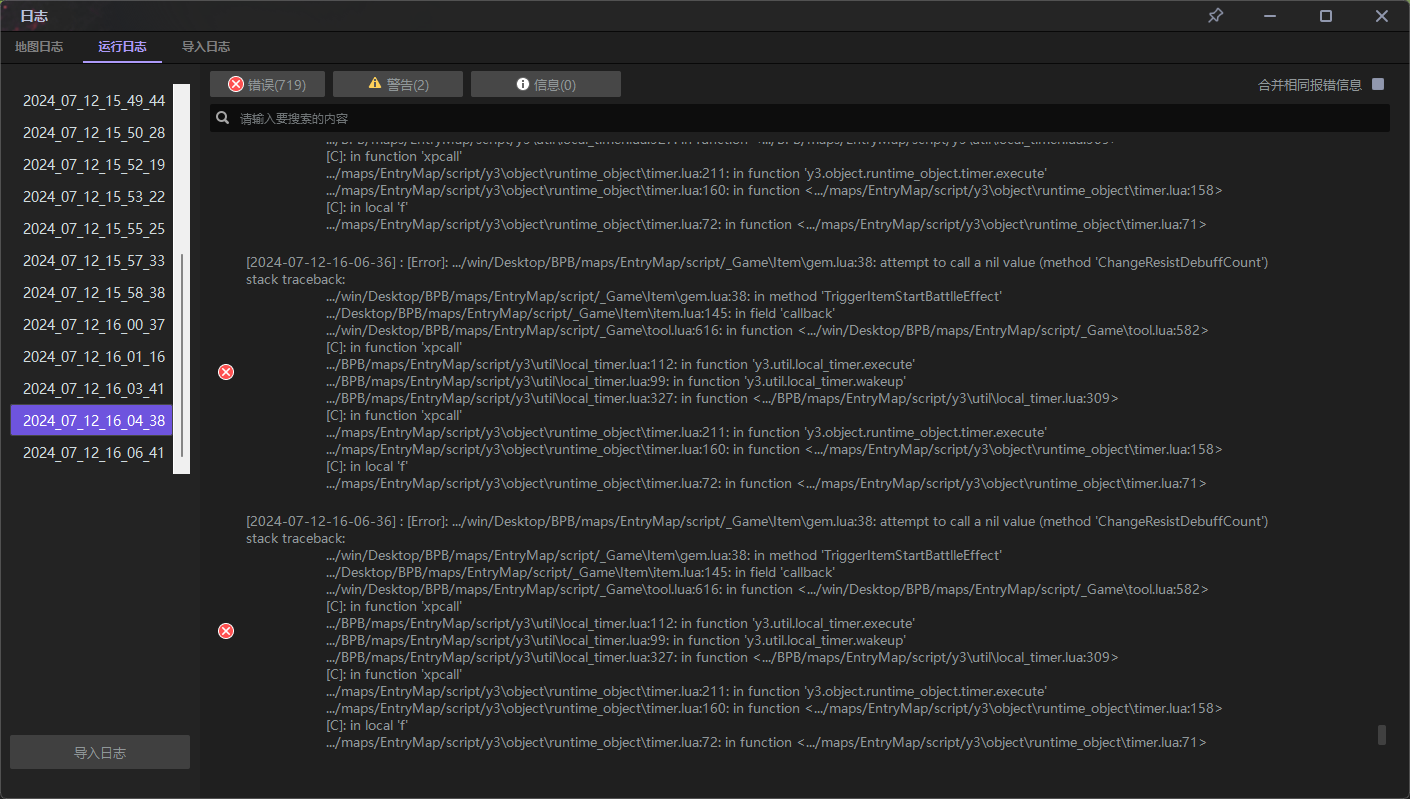 日志
地图日志 运行日志 导入日志
错误(719) 警告(2) 信息(0) 合并相同报错信息
请输入要搜索的内容
2024_07_12_15_49_44
2024_07_12_15_50_28
2024_07_12_15_52_19
2024_07_12_15_53_22
2024_07_12_15_55_25
2024_07_12_15_57_33
2024_07_12_15_58_38
2024_07_12_16_00_37
2024_07_12_16_01_16
2024_07_12_16_03_41
2024_07_12_16_04_38
2024_07_12_16_06_41
导入日志
.../BPB/maps/EntryMap/script/y3\util\local_timer.lua:327: in function <.../BPB/maps/EntryMap/script/y3\util\local_timer.lua:309>
[C]: in function 'xpcall'
.../maps/EntryMap/script/y3\object\runtime_object\timer.lua:211: in function 'y3.object.runtime_object.timer.execute'
.../maps/EntryMap/script/y3\object\runtime_object\timer.lua:160: in function <.../maps/EntryMap/script/y3\object\runtime_object\timer.lua:158>
[C]: in local 'f'
.../maps/EntryMap/script/y3\object\runtime_object\timer.lua:72: in function <.../maps/EntryMap/script/y3\object\runtime_object\timer.lua:71>
[2024-07-12-16-06-36] : [Error]: .../win/Desktop/BPB/maps/EntryMap/script/_Game\Item\gem.lua:38: attempt to call a nil value (method 'ChangeResistDebuffCount')
stack traceback:
.../win/Desktop/BPB/maps/EntryMap/script/_Game\Item\gem.lua:38: in method 'TriggerItemStartBattlleEffect'
.../Desktop/BPB/maps/EntryMap/script/_Game\Item\item.lua:145: in field 'callback'
.../win/Desktop/BPB/maps/EntryMap/script/_Game\tool.lua:616: in function <.../win/Desktop/BPB/maps/EntryMap/script/_Game\tool.lua:582>
[C]: in function 'xpcall'
.../BPB/maps/EntryMap/script/y3\util\local_timer.lua:112: in function 'y3.util.local_timer.execute'
.../BPB/maps/EntryMap/script/y3\util\local_timer.lua:99: in function 'y3.util.local_timer.wakeup'
.../BPB/maps/EntryMap/script/y3\util\local_timer.lua:327: in function <.../BPB/maps/EntryMap/script/y3\util\local_timer.lua:309>
[C]: in function 'xpcall'
.../maps/EntryMap/script/y3\object\runtime_object\timer.lua:211: in function 'y3.object.runtime_object.timer.execute'
.../maps/EntryMap/script/y3\object\runtime_object\timer.lua:160: in function <.../maps/EntryMap/script/y3\object\runtime_object\timer.lua:158>
[C]: in local 'f'
.../maps/EntryMap/script/y3\object\runtime_object\timer.lua:72: in function <.../maps/EntryMap/script/y3\object\runtime_object\timer.lua:71>
[2024-07-12-16-06-36] : [Error]: .../win/Desktop/BPB/maps/EntryMap/script/_Game\Item\gem.lua:38: attempt to call a nil value (method 'ChangeResistDebuffCount')
stack traceback:
.../win/Desktop/BPB/maps/EntryMap/script/_Game\Item\gem.lua:38: in method 'TriggerItemStartBattlleEffect'
.../Desktop/BPB/maps/EntryMap/script/_Game\Item\item.lua:145: in field 'callback'
.../win/Desktop/BPB/maps/EntryMap/script/_Game\tool.lua:616: in function <.../win/Desktop/BPB/maps/EntryMap/script/_Game\tool.lua:582>
[C]: in function 'xpcall'
.../BPB/maps/EntryMap/script/y3\util\local_timer.lua:112: in function 'y3.util.local_timer.execute'
.../BPB/maps/EntryMap/script/y3\util\local_timer.lua:99: in function 'y3.util.local_timer.wakeup'
.../BPB/maps/EntryMap/script/y3\util\local_timer.lua:327: in function <.../BPB/maps/EntryMap/script/y3\util\local_timer.lua:309>
[C]: in function 'xpcall'
.../maps/EntryMap/script/y3\object\runtime_object\timer.lua:211: in function 'y3.object.runtime_object.timer.execute'
.../maps/EntryMap/script/y3\object\runtime_object\timer.lua:160: in function <.../maps/EntryMap/script/y3\object\runtime_object\timer.lua:158>
[C]: in local 'f'
.../maps/EntryMap/script/y3\object\runtime_object\timer.lua:72: in function <.../maps/EntryMap/script/y3\object\runtime_object\timer.lua:71>